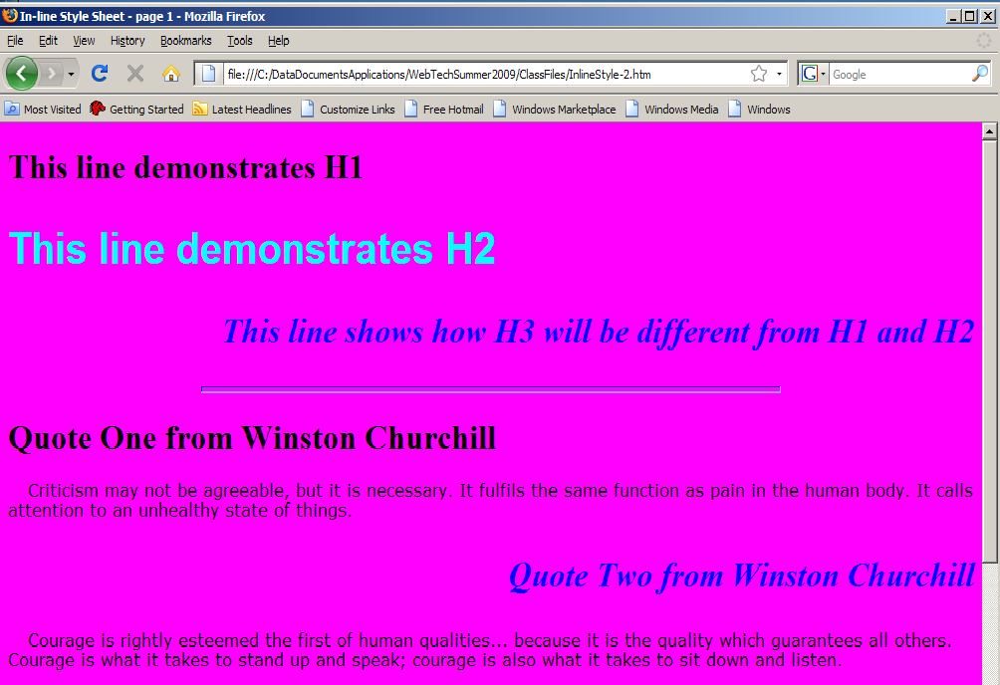 In-line Style Sheet - page 1 - Mozilla Firefox
File Edit View History Bookmarks Tools Help
file:///C:/DataDocumentsApplications/WebTechSummer2009/ClassFiles/InlineStyle-2.htm G Google
Most Visited Getting Started Latest Headlines Customize Links Free Hotmail Windows Marketplace Windows Media Windows
This line demonstrates H1
This line demonstrates H2
This line shows how H3 will be different from H1 and H2
Quote One from Winston Churchill
Criticism may not be agreeable, but it is necessary. It fulfils the same function as pain in the human body. It calls
attention to an unhealthy state of things.
Quote Two from Winston Churchill
Courage is rightly esteemed the first of human qualities... because it is the quality which guarantees all others.
Courage is what it takes to stand up and speak; courage is also what it takes to sit down and listen.